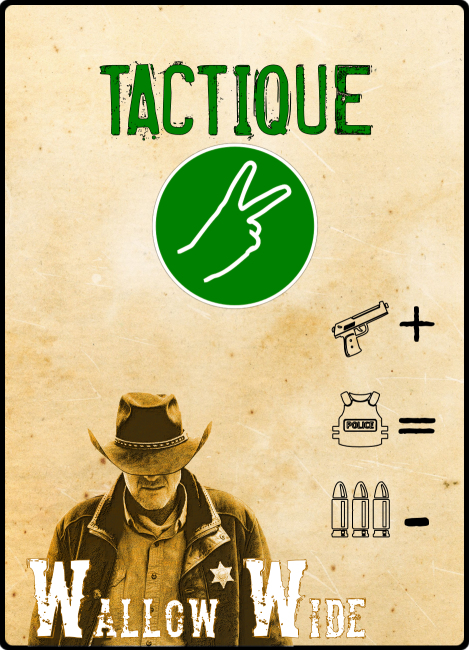 TACTIQUE
+
POLICE =
-
WALLOW WIDE